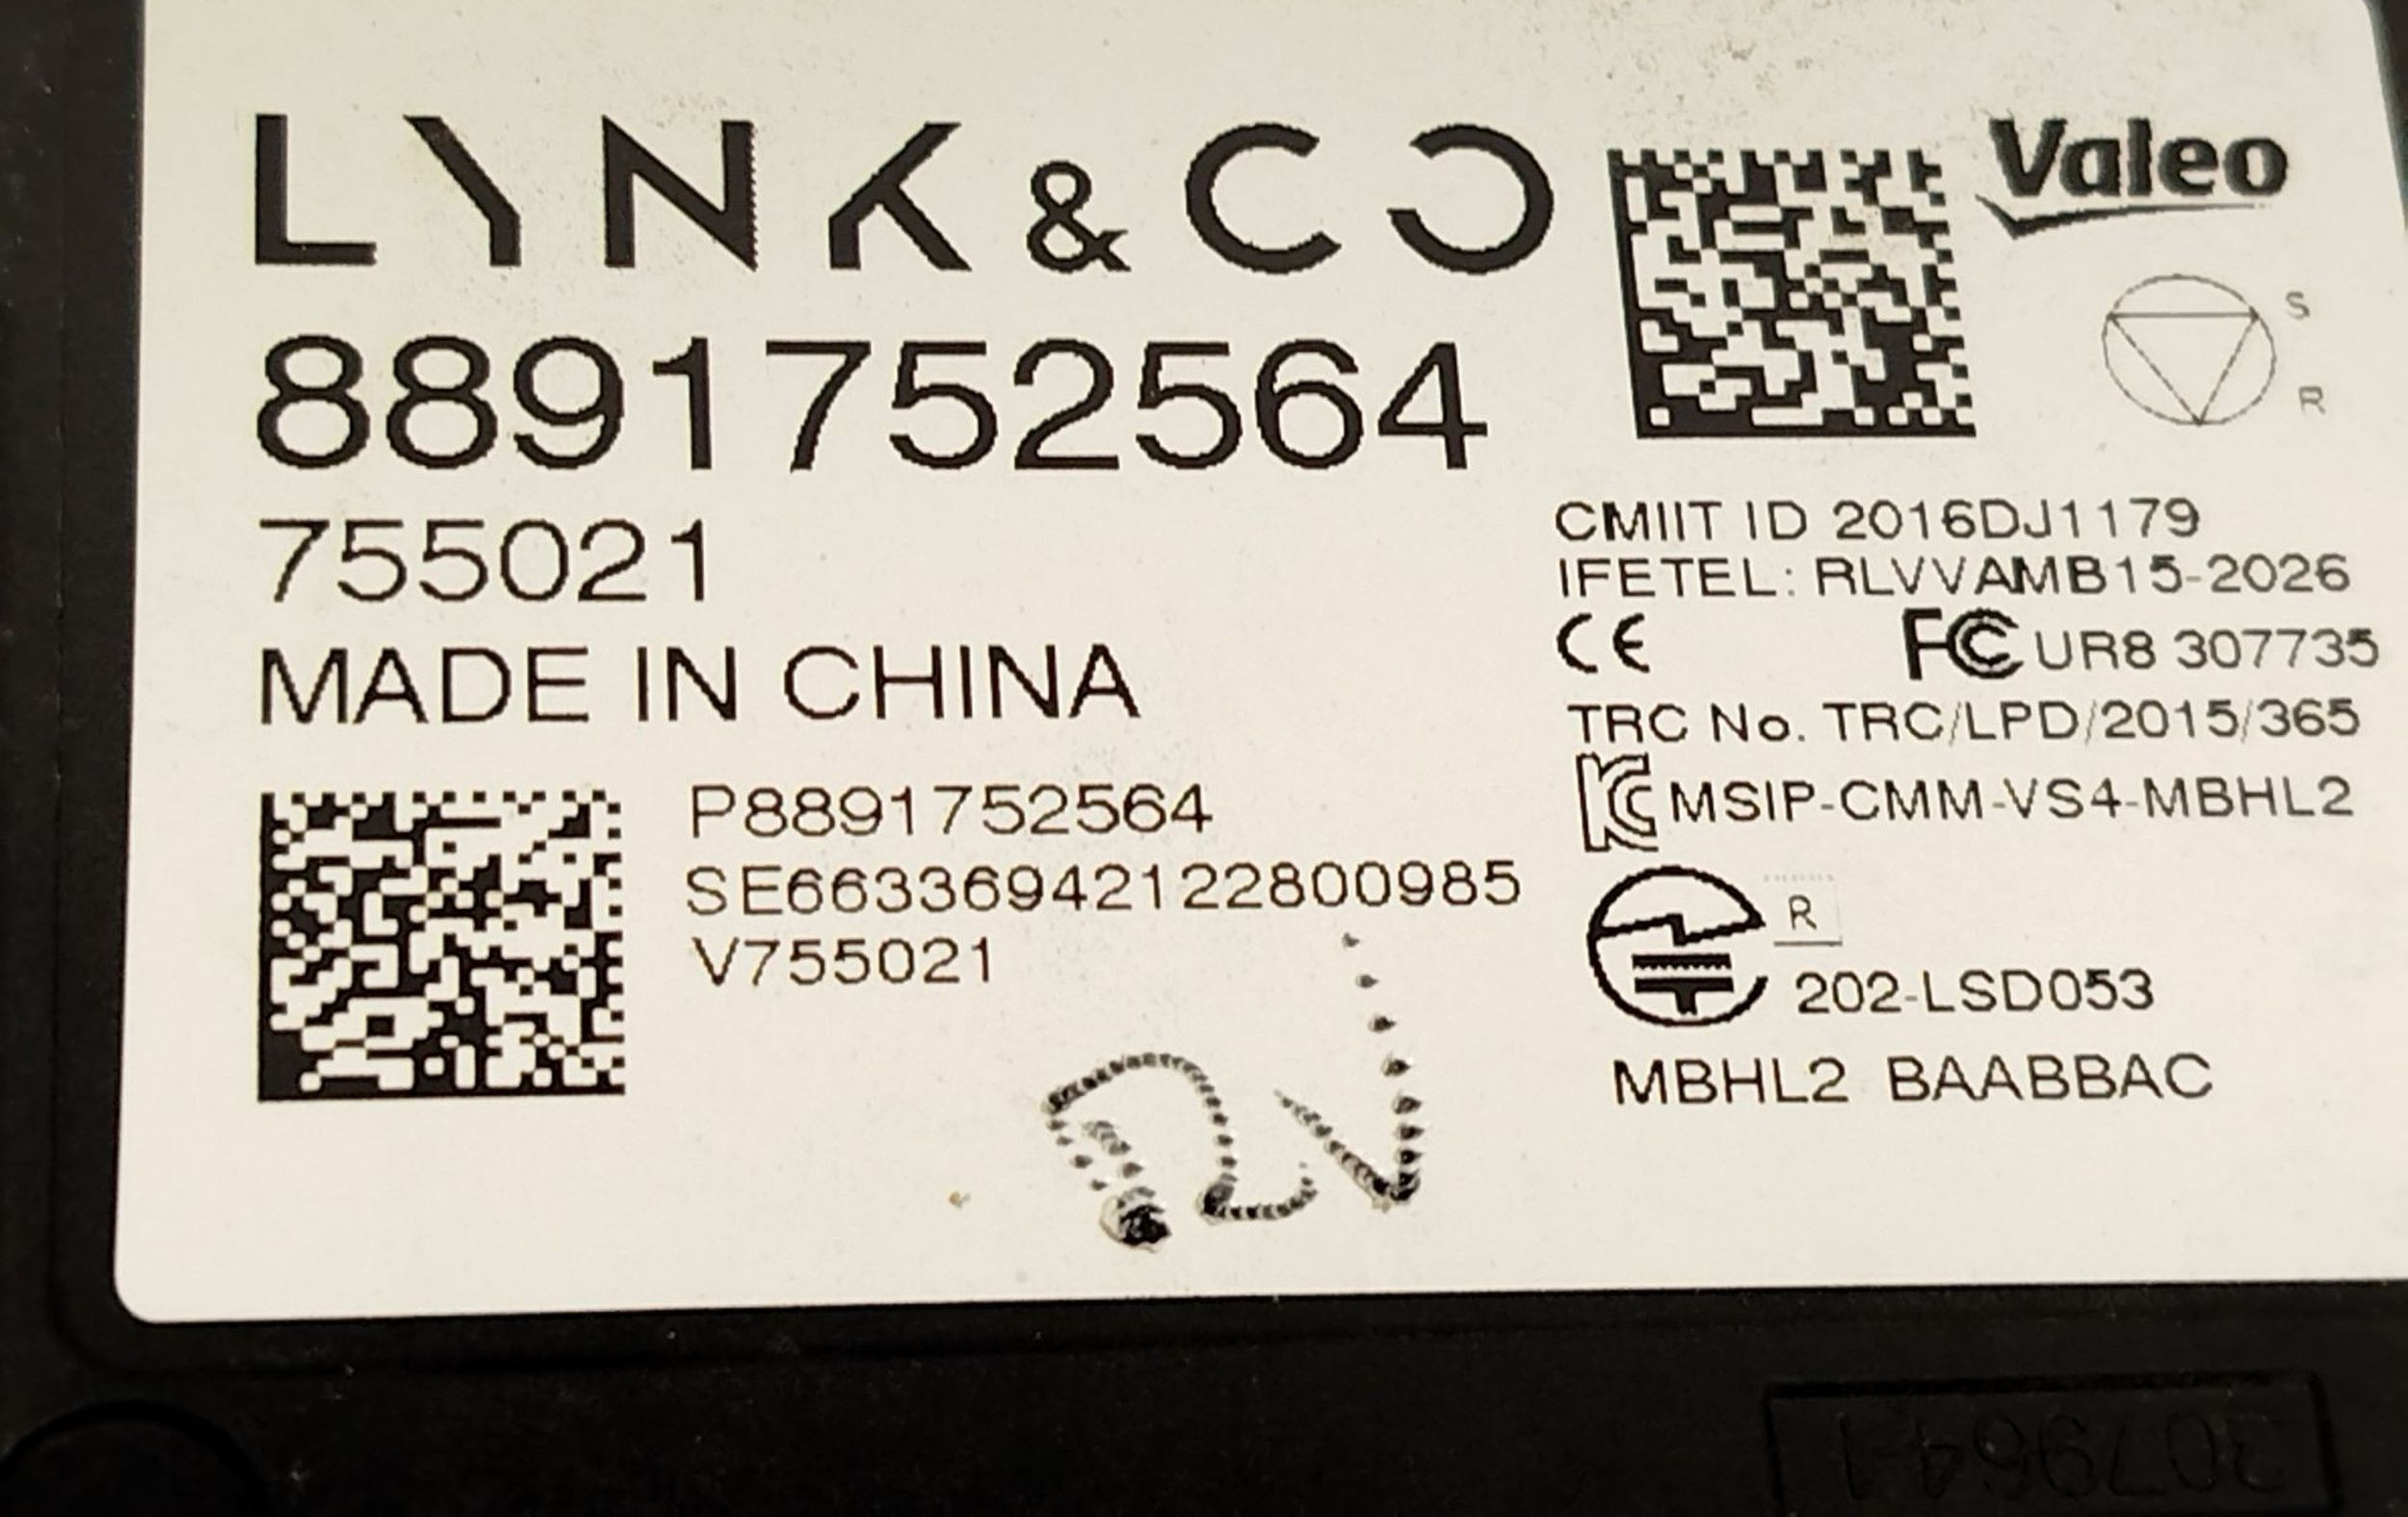 LYNK & CO
8891752564
755021
MADE IN CHINA
P8891752564
SE66336942122800985
V755021
Valeo
S
R
CMIIT ID 2016DJ1179
IFETEL: RLVVAMB15-2026
CE FC UR8 307735
TRC No. TRC/LPD/2015/365
KC MSIP-CMM-VS4-MBHL2
R
202-LSD053
MBHL2 BAABBAC